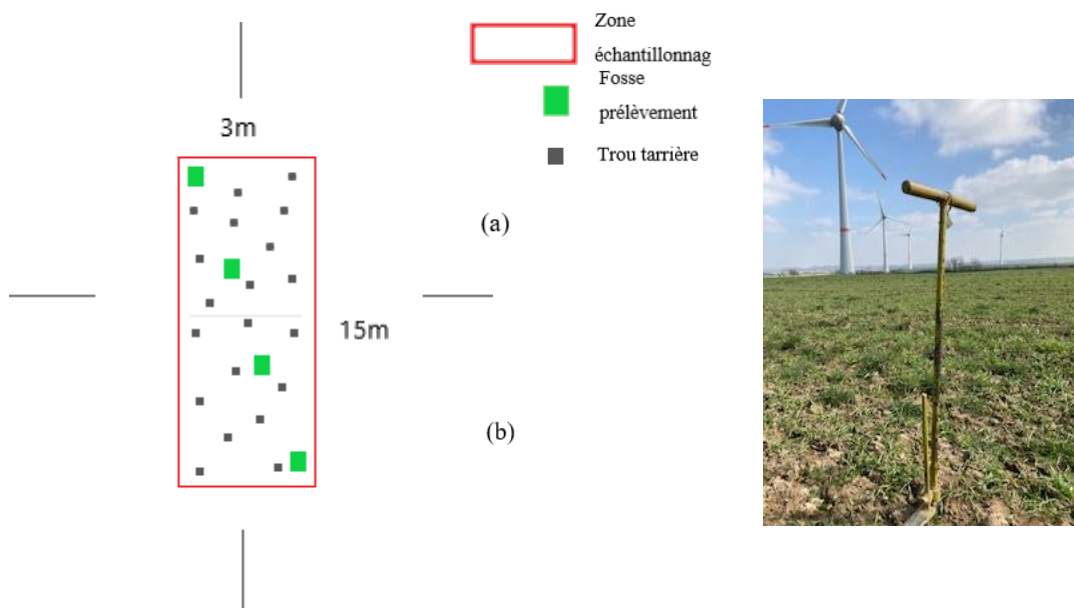 3m
15m
Zone
échantillonnag
Fosse
prélèvement
Trou tarrière
(a)
(b)